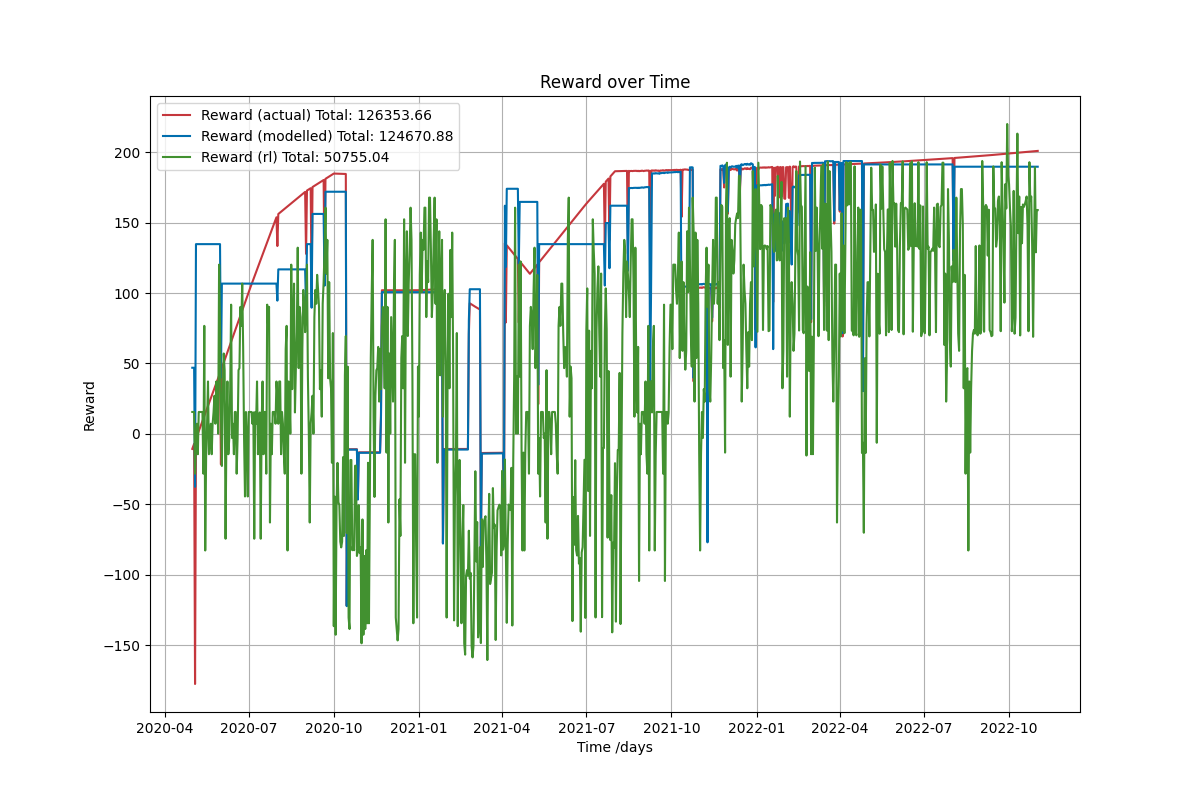 Reward over Time
Reward (actual) Total: 126353.66
Reward (modelled) Total: 124670.88
Reward (rl) Total: 50755.04
Reward
200
150
100
50
0
−50
−100
−150
2020-04 2020-07 2020-10 2021-01 2021-04 2021-07 2021-10 2022-01 2022-04 2022-07 2022-10
Time /days